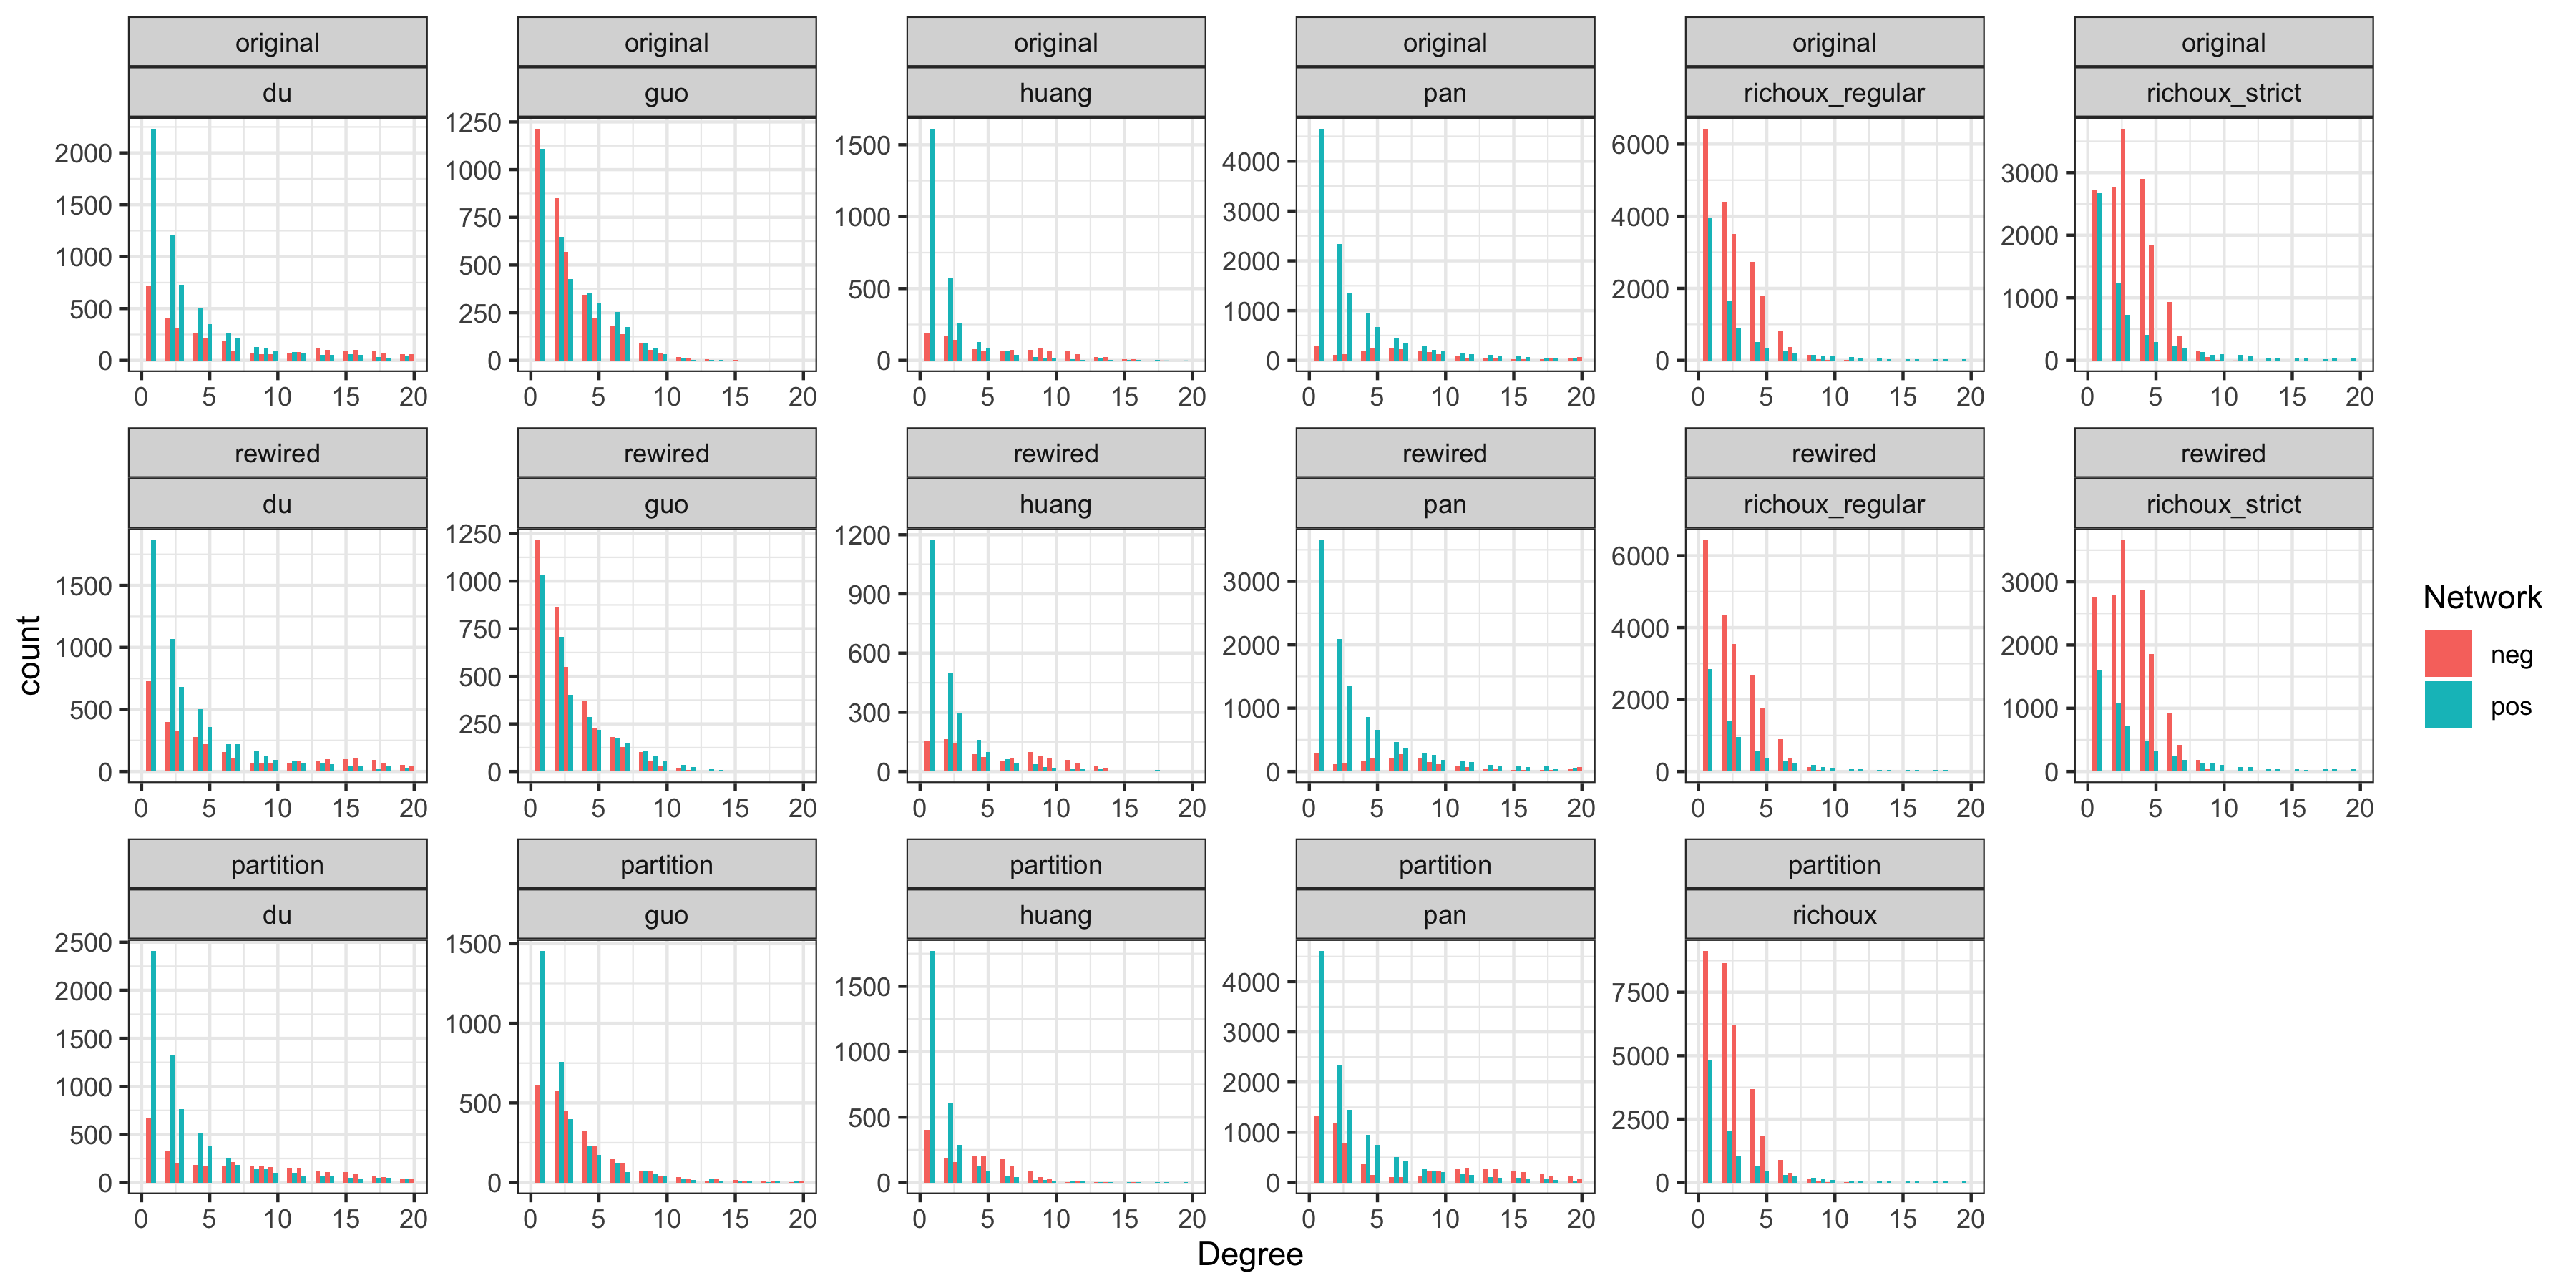 original original original original original original
du guo huang pan richoux_regular richoux_strict
2000 1500 1000 500 0
1250 1000 750 500 250 0
1500 1000 500 0
4000 3000 2000 1000 0
6000 4000 2000 0
3000 2000 1000 0
0 5 10 15 20 0 5 10 15 20 0 5 10 15 20 0 5 10 15 20 0 5 10 15 20 0 5 10 15 20
rewired rewired rewired rewired rewired rewired
du guo huang pan richoux_regular richoux_strict
count
1500 1000 500 0
1250 1000 750 500 250 0
1200 900 600 300 0
3000 2000 1000 0
6000 4000 2000 0
3000 2000 1000 0
0 5 10 15 20 0 5 10 15 20 0 5 10 15 20 0 5 10 15 20 0 5 10 15 20 0 5 10 15 20
Network
neg
pos
partition partition partition partition partition
du guo huang pan richoux
2500 2000 1500 1000 500 0
1500 1000 500 0
1500 1000 500 0
4000 3000 2000 1000 0
7500 5000 2500 0
0 5 10 15 20 0 5 10 15 20 0 5 10 15 20 0 5 10 15 20 0 5 10 15 20
Degree